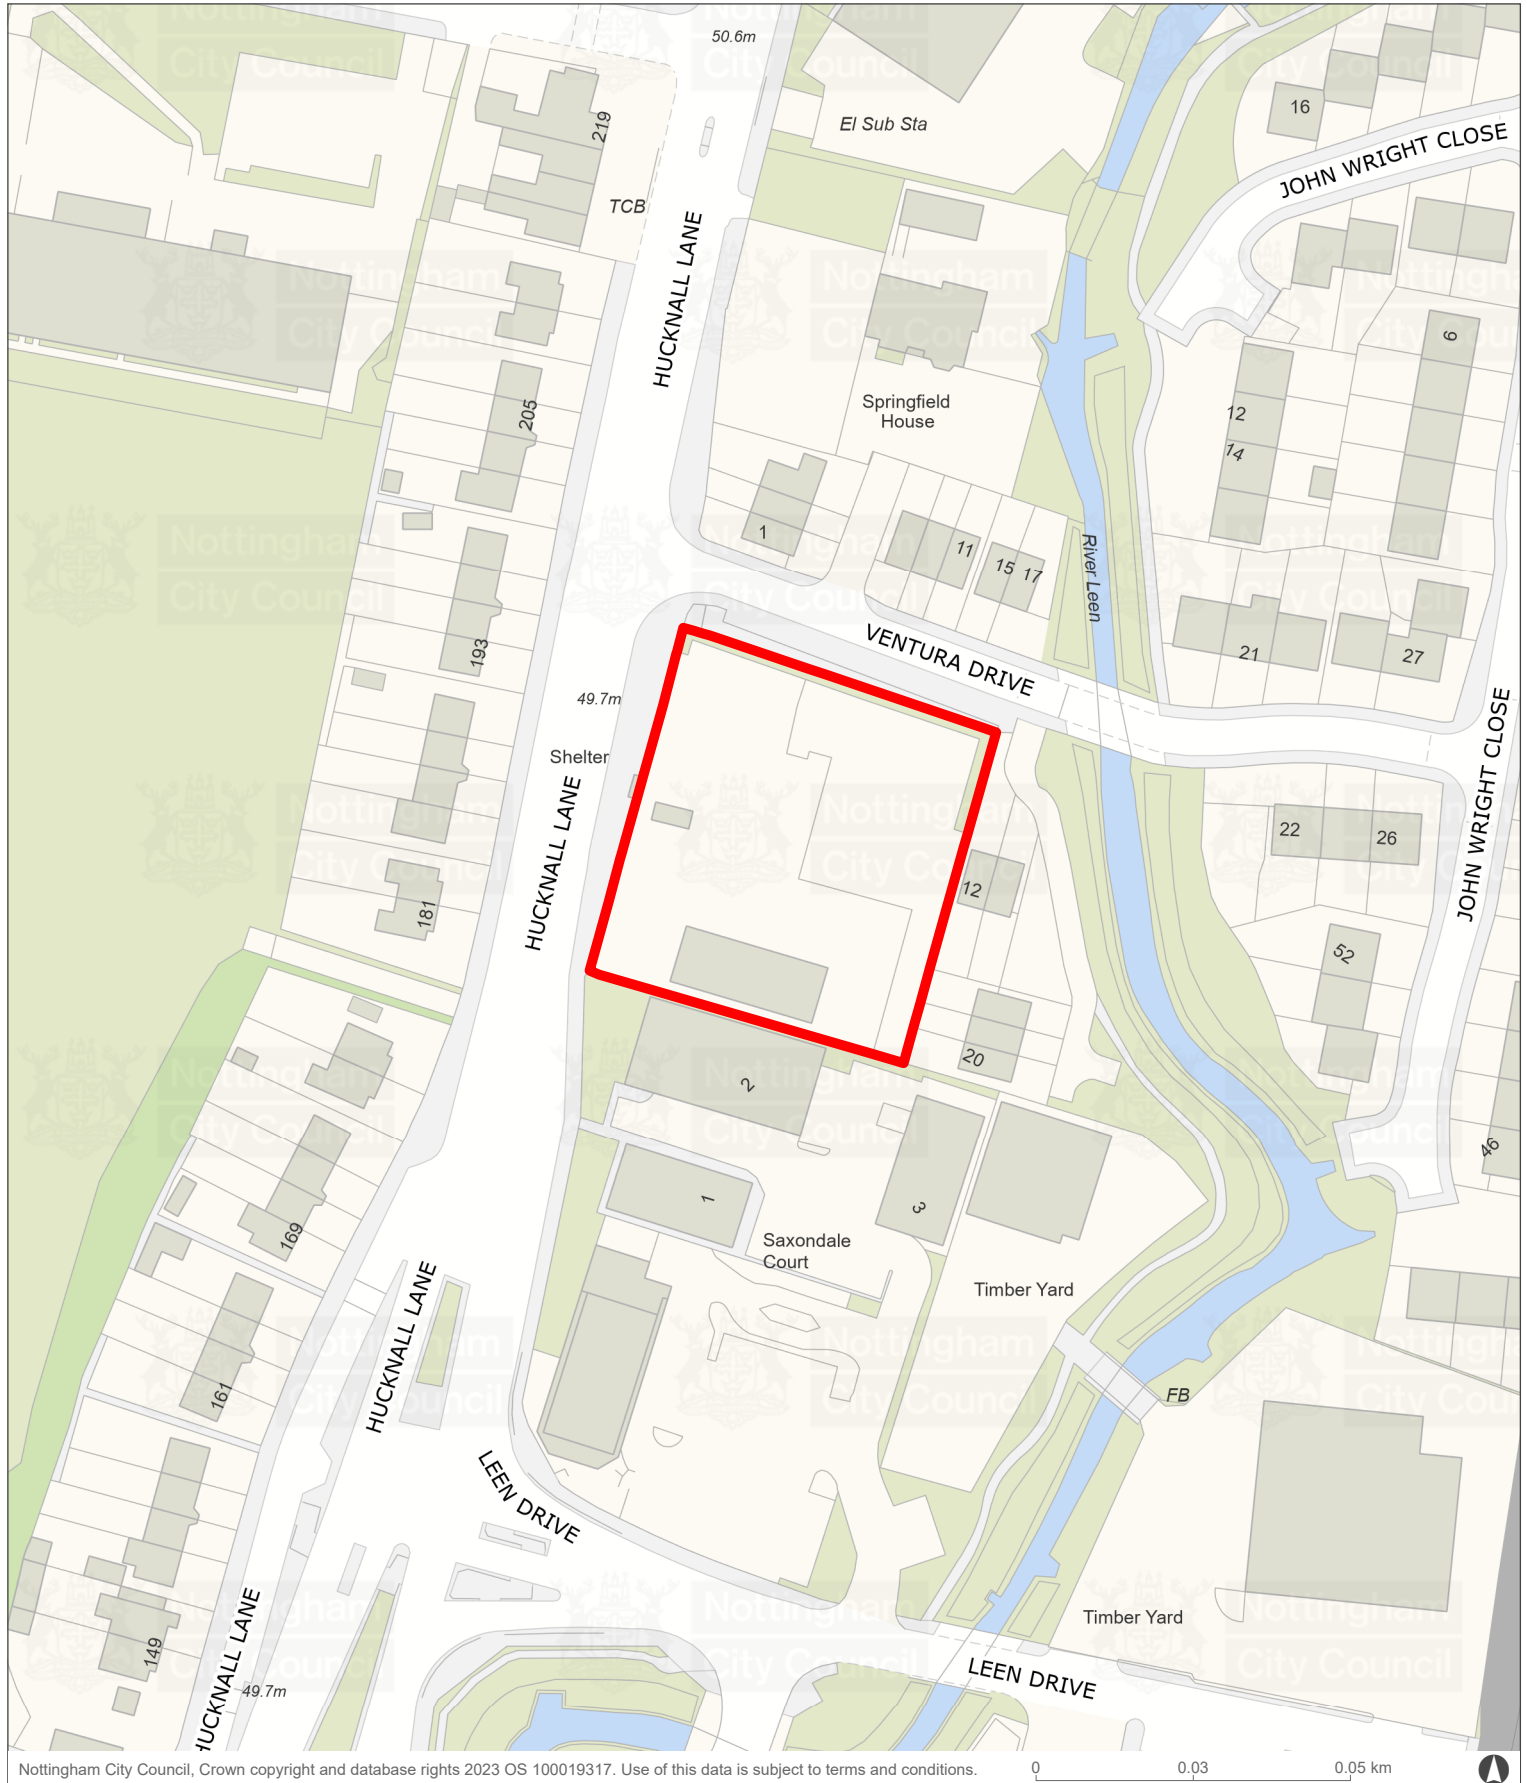 50.6m
219
El Sub Sta
16
JOHN WRIGHT CLOSE
TCB
HUCKNALL LANE
6
205
Springfield
House
12
14
1
11
15
17
River Leen
VENTURA DRIVE
193
21
27
49.7m
Shelter
HUCKNALL LANE
JOHN WRIGHT CLOSE
22
26
12
181
52
20
2
46
1
3
169
Saxondale
Court
Timber Yard
HUCKNALL LANE
161
FB
LEEN DRIVE
149
HUCKNALL LANE
49.7m
Timber Yard
LEEN DRIVE
Nottingham
City Council
Nottingham City Council, Crown copyright and database rights 2023 OS 100019317. Use of this data is subject to terms and conditions.
0
0.03
0.05 km